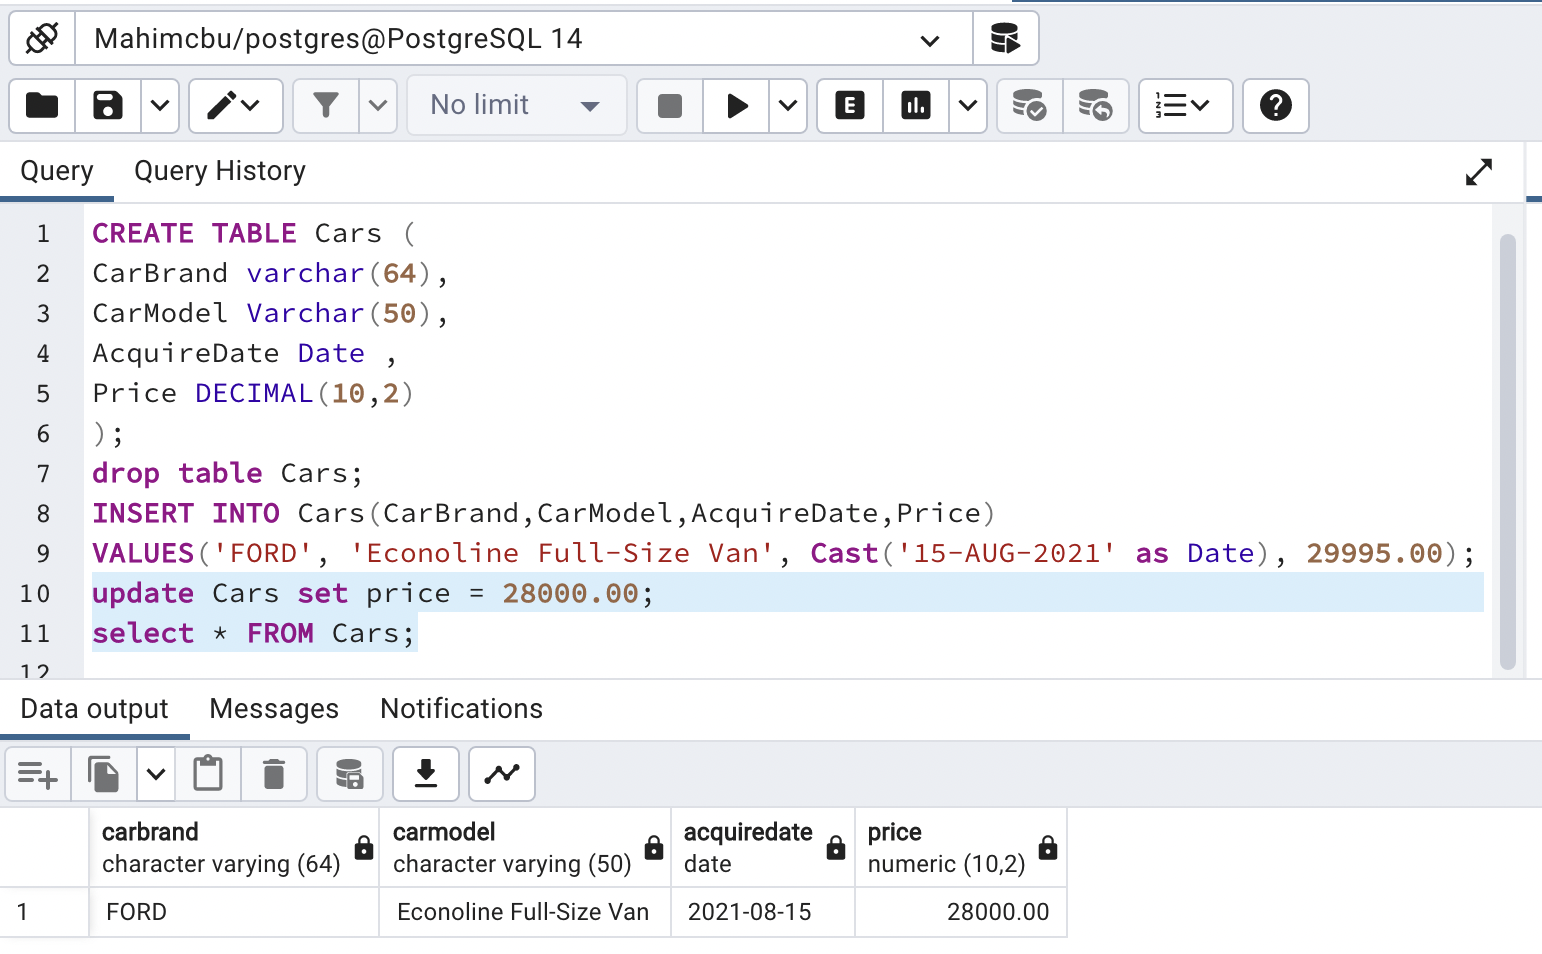 Mahimcbu/postgres@PostgreSQL 14
No limit
E
Query Query History
1 CREATE TABLE Cars (
2 CarBrand varchar(64),
3 CarModel Varchar(50),
4 AcquireDate Date ,
5 Price DECIMAL(10,2)
6 );
7 drop table Cars;
8 INSERT INTO Cars(CarBrand,CarModel,AcquireDate,Price)
9 VALUES('FORD', 'Econoline Full-Size Van', Cast('15-AUG-2021' as Date), 29995.00);
10 update Cars set price = 28000.00;
11 select * FROM Cars;
12
Data output Messages Notifications
carbrand carmodel acquiredate price
character varying (64) character varying (50) date numeric (10,2)
1 FORD Econoline Full-Size Van 2021-08-15 28000.00